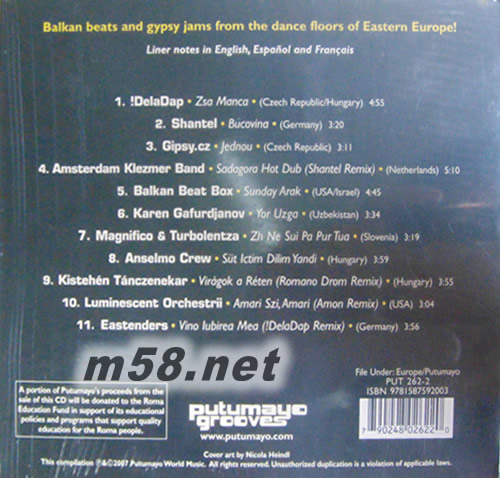 Balkan beats and gypsy jams from the dance floors of Eastern Europe!
Liner notes in English, Español and Français
1. !DelaDap • Zsa Manca • (Czech Republic/Hungary) 4:55
2. Shantel • Bucovina • (Germany) 3:20
3. Gipsy.cz • Jednou • (Czech Republic) 3:11
4. Amsterdam Klezmer Band • Sadagora Hot Dub (Shantel Remix) • (Netherlands) 5:10
5. Balkan Beat Box • Sunday Arak • (USA/Israel) 4:45
6. Karen Gafurdjanov • Yor Uzga • (Uzbekistan) 3:34
7. Magnifico & Turbolentza • Zh Ne Sui Pa Pur Tua • (Slovenia) 3:19
8. Anselmo Crew • Süt Ictim Dilim Yandi • (Hungary) 3:59
9. Kistehén Tánczenekar • Virágok a Réten (Romano Drom Remix) • (Hungary) 3:55
10. Luminescent Orchestrii • Amari Szi, Amari (Amon Remix) • (USA) 3:04
11. Eastenders • Vino Iubirea Mea (!DelaDap Remix) • (Germany) 3:56
m58.net
A portion of Putumayo's proceeds from the
sale of this CD will be donated to the Roma
Education Fund in support of its educational
policies and programs that support quality
education for the Roma people.
putumayo
grooves
www.putumayo.com
Cover art by Nicola Heindl
File Under: Europe/Putumayo
PUT 262-2
ISBN 9781587592003
7 90248 02622 0
This compilation ℗&©2007 Putumayo World Music. All rights reserved. Unauthorized duplication is a violation of applicable laws.